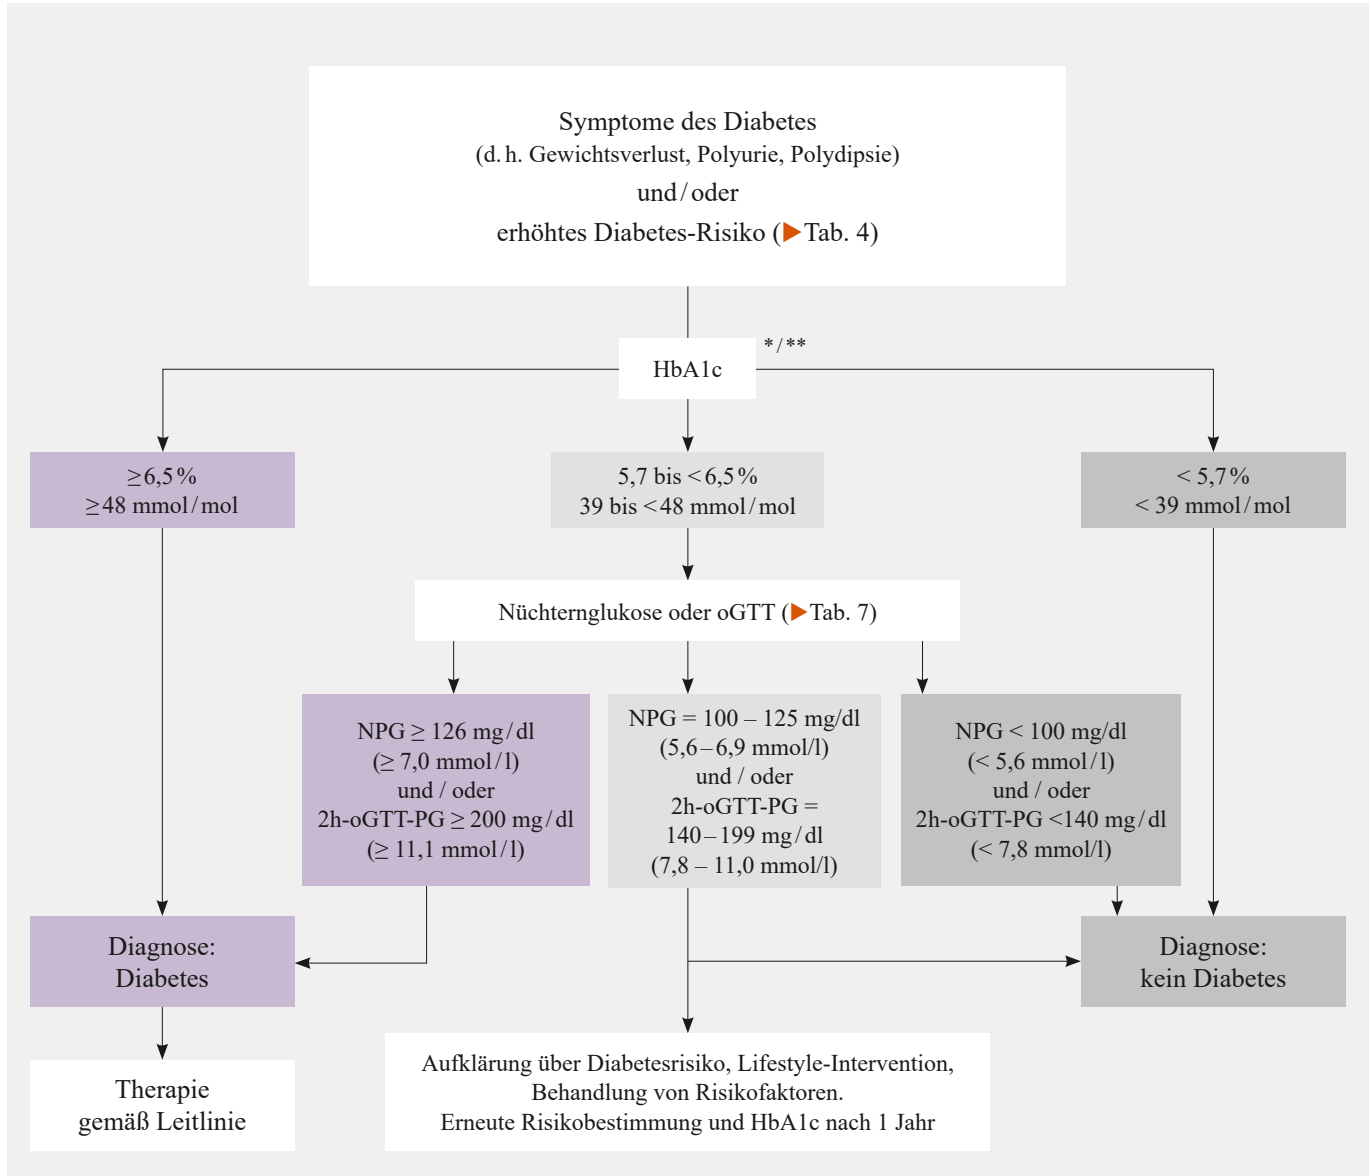 Symptome des Diabetes
(d. h. Gewichtsverlust, Polyurie, Polydipsie)
und / oder
erhöhtes Diabetes-Risiko (▶Tab. 4)
HbA1c
*/**
≥6,5 %
≥48 mmol / mol
5,7 bis < 6,5 %
39 bis < 48 mmol / mol
< 5,7 %
< 39 mmol / mol
Nüchternglukose oder oGTT (▶Tab. 7)
NPG ≥ 126 mg / dl
(≥ 7,0 mmol / l)
und / oder
2h-oGTT-PG ≥ 200 mg / dl
(≥ 11,1 mmol / l)
NPG = 100 – 125 mg/dl
(5,6 – 6,9 mmol/l)
und / oder
2h-oGTT-PG =
140 – 199 mg / dl
(7,8 – 11,0 mmol/l)
NPG < 100 mg/dl
(< 5,6 mmol / l)
und / oder
2h-oGTT-PG <140 mg / dl
(< 7,8 mmol/l)
Diagnose:
Diabetes
Diagnose:
kein Diabetes
Therapie
gemäß Leitlinie
Aufklärung über Diabetesrisiko, Lifestyle-Intervention,
Behandlung von Risikofaktoren.
Erneute Risikobestimmung und HbA1c nach 1 Jahr